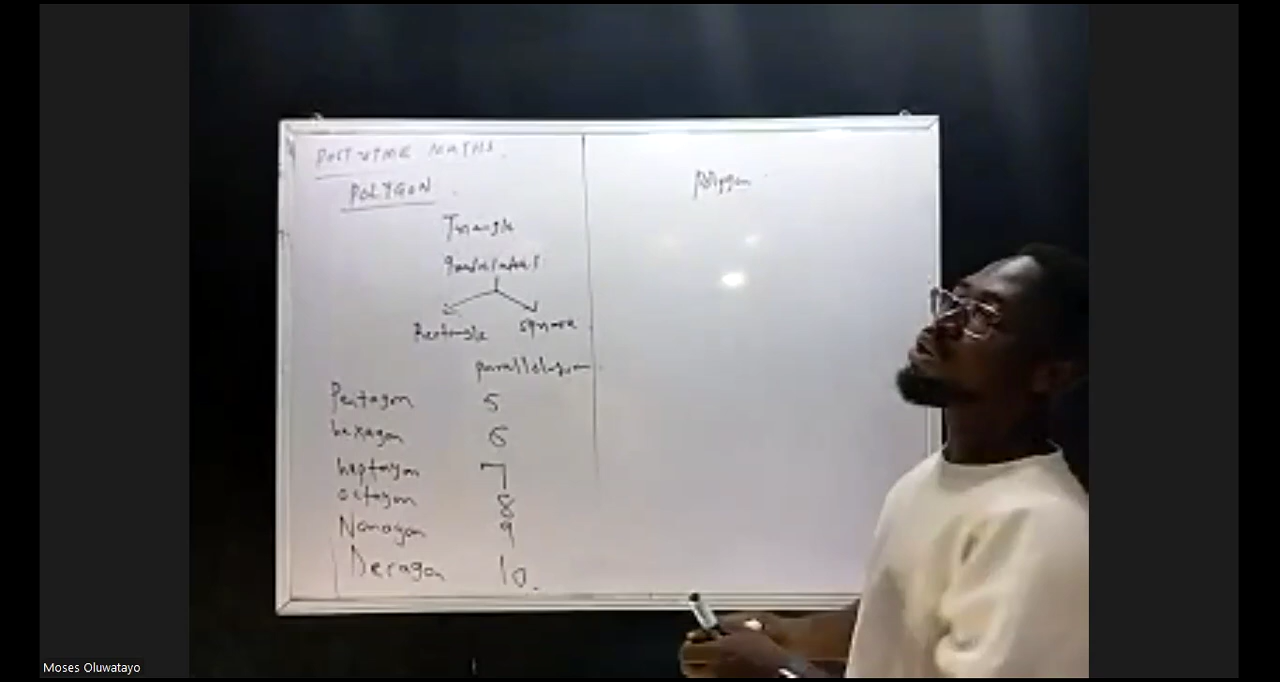 POST-UTME MATHS.
POLYGON
Triangle
quadrilateral
Rectangle square
parallelogram
Pentagon 5
hexagon 6
heptagon 7
octagon 8
Nonagon 9
Decagon 10.
polygon
Moses Oluwatayo